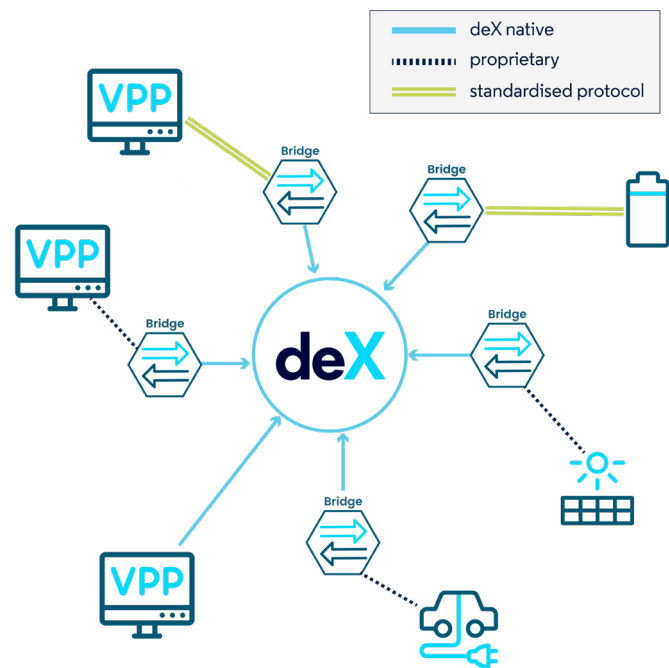 deX native
proprietary
standardised protocol
VPP
Bridge
Bridge
VPP
Bridge
Bridge
deX
Bridge
VPP